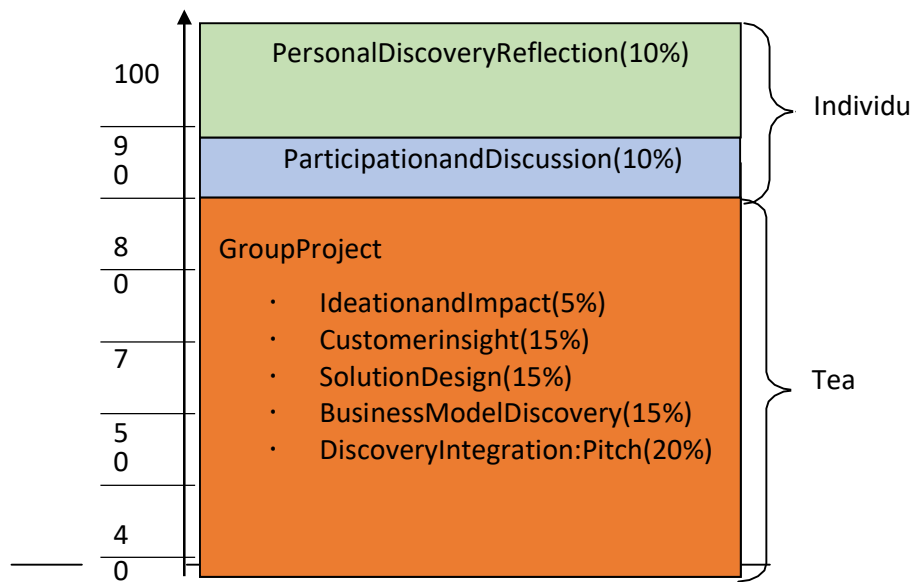 PersonalDiscoveryReflection(10%)
100
Individu
9
0
ParticipationandDiscussion(10%)
8
0
GroupProject
· IdeationandImpact(5%)
· Customerinsight(15%)
7
· SolutionDesign(15%)
Tea
· BusinessModelDiscovery(15%)
5
0
· DiscoveryIntegration:Pitch(20%)
4
0